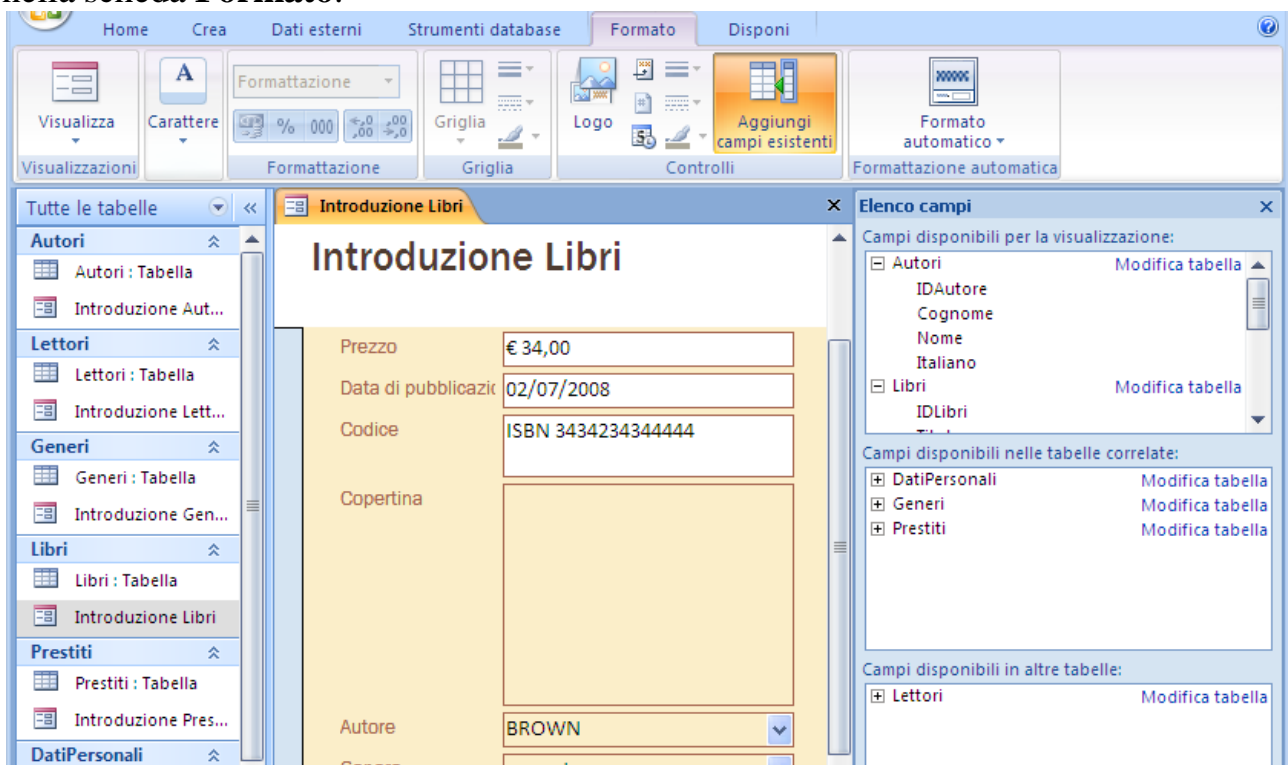 nella scheda Formato.
Home Crea Dati esterni Strumenti database Formato Disponi
Visualizza
Carattere
Formattazione
% 000
Griglia
Logo
Aggiungi
campi esistenti
Formato
automatico
Visualizzazioni
Formattazione
Griglia
Controlli
Formattazione automatica
Tutte le tabelle
Autori
Autori : Tabella
Introduzione Aut...
Lettori
Lettori : Tabella
Introduzione Lett...
Generi
Generi : Tabella
Introduzione Gen...
Libri
Libri : Tabella
Introduzione Libri
Prestiti
Prestiti : Tabella
Introduzione Pres...
DatiPersonali
Introduzione Libri
Introduzione Libri
Prezzo € 34,00
Data di pubblicazio 02/07/2008
Codice ISBN 3434234344444
Copertina
Autore BROWN
Elenco campi
Campi disponibili per la visualizzazione:
Autori Modifica tabella
IDAutore
Cognome
Nome
Italiano
Libri Modifica tabella
IDLibri
Campi disponibili nelle tabelle correlate:
DatiPersonali Modifica tabella
Generi Modifica tabella
Prestiti Modifica tabella
Campi disponibili in altre tabelle:
Lettori Modifica tabella